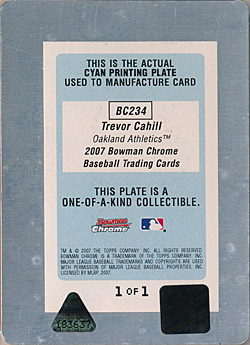 THIS IS THE ACTUAL
CYAN PRINTING PLATE
USED TO MANUFACTURE CARD
BC234
Trevor Cahill
Oakland Athletics™
2007 Bowman Chrome
Baseball Trading Cards
THIS PLATE IS A
ONE-OF-A-KIND COLLECTIBLE.
Bowman
Chrome
TM & © 2007 THE TOPPS COMPANY, INC. ALL RIGHTS RESERVED.
BOWMAN CHROME IS A TRADEMARK OF THE TOPPS COMPANY, INC.
MAJOR LEAGUE BASEBALL TRADEMARKS AND COPYRIGHTS ARE USED
WITH PERMISSION OF MAJOR LEAGUE BASEBALL PROPERTIES, INC.
LICENSED BY MLBP, 2007.
1 OF 1